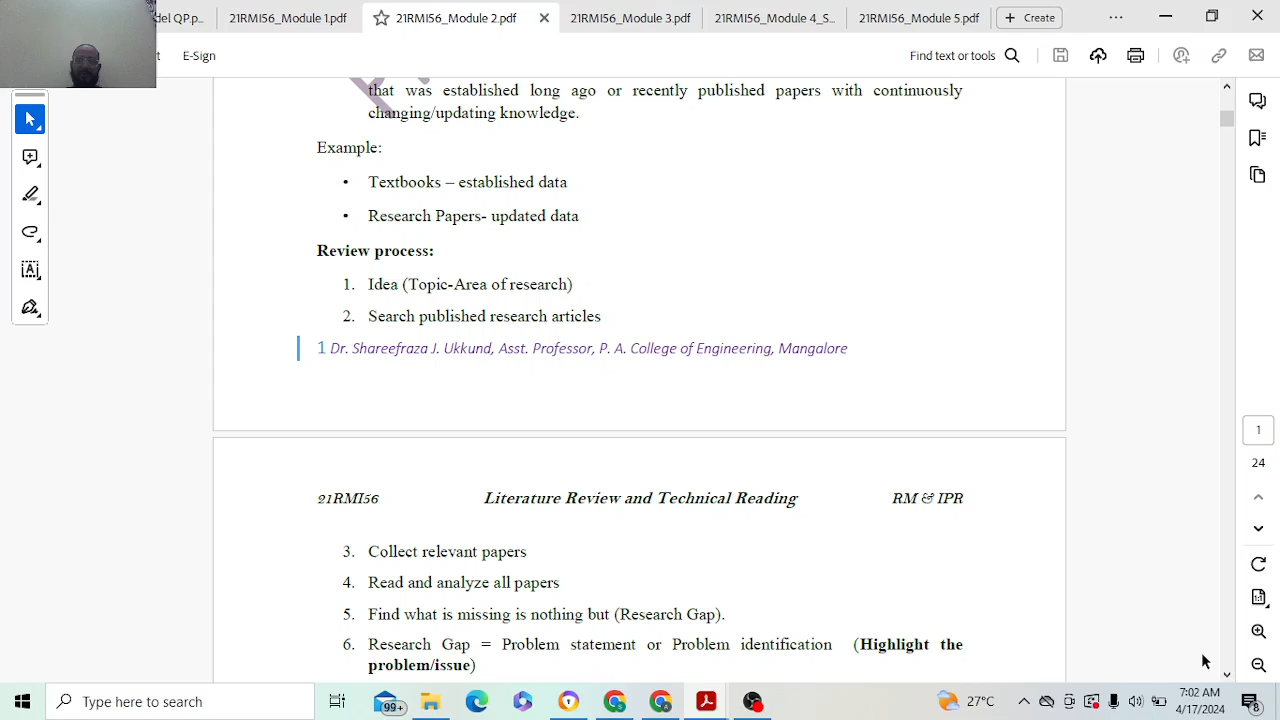 del QP.p...
21RMI56_Module 1.pdf
21RMI56_Module 2.pdf
21RMI56_Module 3.pdf
21RMI56_Module 4_S...
21RMI56_Module 5.pdf
Create
E-Sign
Find text or tools
that was established long ago or recently published papers with continuously
changing/updating knowledge.
Example:
• Textbooks – established data
• Research Papers- updated data
Review process:
1. Idea (Topic-Area of research)
2. Search published research articles
1 Dr. Shareefraza J. Ukkund, Asst. Professor, P. A. College of Engineering, Mangalore
21RMI56 Literature Review and Technical Reading RM & IPR
3. Collect relevant papers
4. Read and analyze all papers
5. Find what is missing is nothing but (Research Gap).
6. Research Gap = Problem statement or Problem identification (Highlight the
problem/issue)
1
24
Type here to search
99+
27°C
7:02 AM
4/17/2024
8